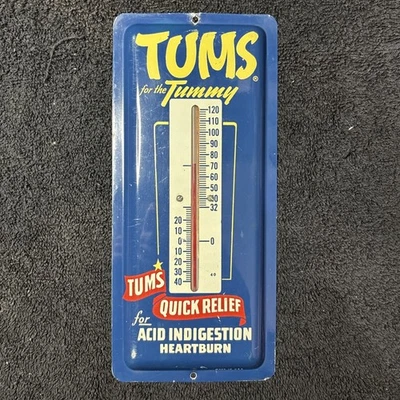 TUMS®
for the Tummy
120
110
100
90
80
70
60
50
40
32
20
10 0
0
10
20
30
40
TUMS
QUICK RELIEF
for
ACID INDIGESTION
HEARTBURN